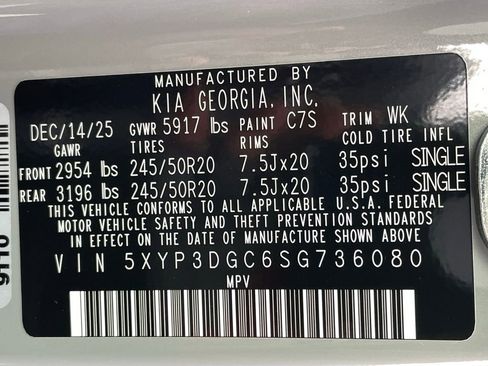 MANUFACTURED BY
KIA GEORGIA, INC.
DEC/14/25 GVWR 5917 lbs PAINT C7S TRIM WK
GAWR TIRES RIMS COLD TIRE INFL
FRONT 2954 lbs 245/50R20 7.5Jx20 35psi SINGLE
REAR 3196 lbs 245/50R20 7.5Jx20 35psi SINGLE
THIS VEHICLE CONFORMS TO ALL APPLICABLE U.S.A. FEDERAL
MOTOR VEHICLE SAFETY AND THEFT PREVENTION STANDARDS
IN EFFECT ON THE DATE OF MANUFACTURE SHOWN ABOVE.
VIN 5XYP3DGC6SG736080
MPV